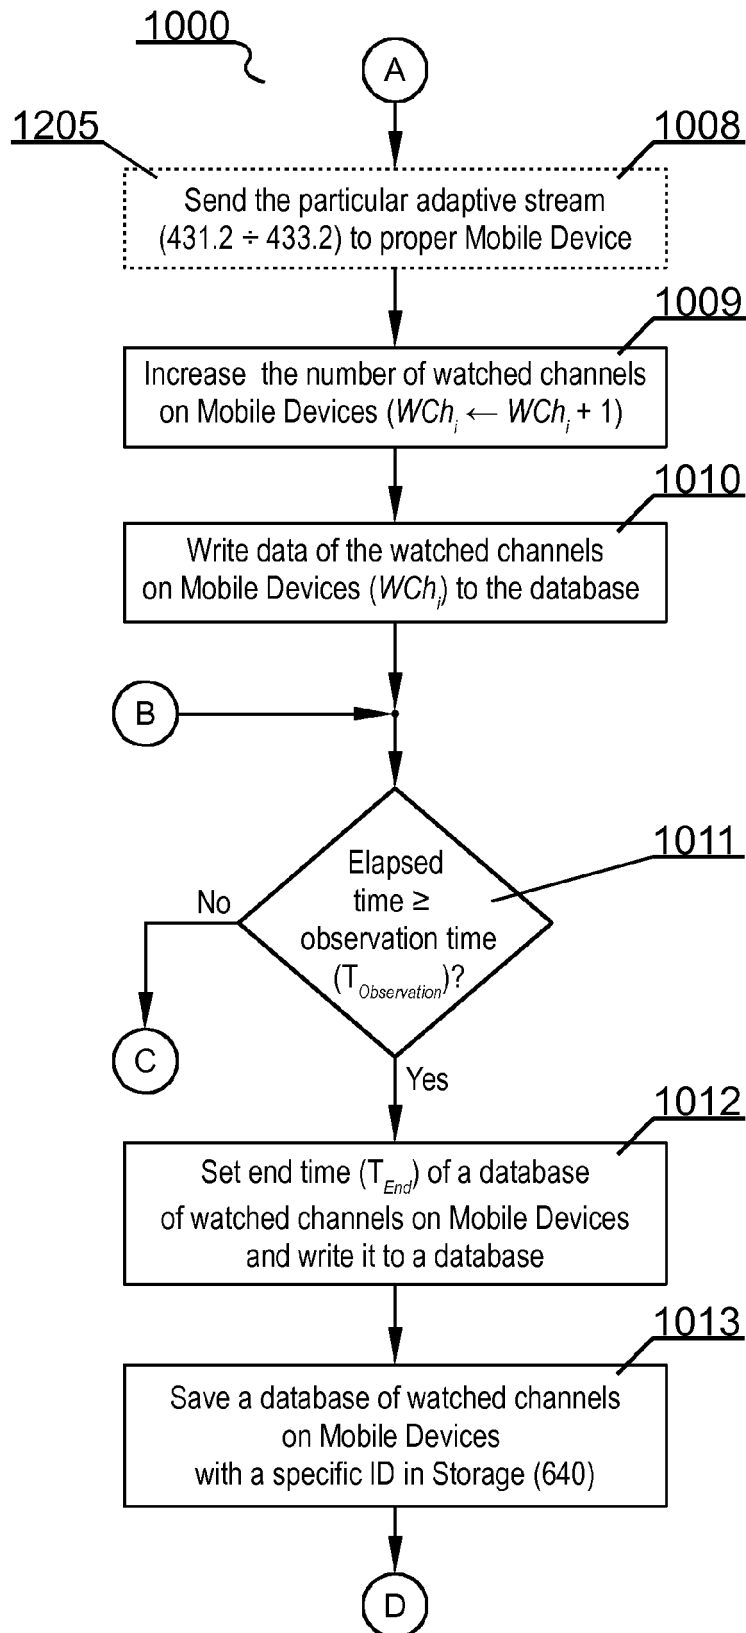 1000
A
1205
1008
Send the particular adaptive stream
(431.2 ÷ 433.2) to proper Mobile Device
1009
Increase the number of watched channels
on Mobile Devices (WChᵢ ← WChᵢ + 1)
1010
Write data of the watched channels
on Mobile Devices (WChᵢ) to the database
B
1011
Elapsed
time ≥
observation time
(T_Observation)?
No
C
Yes
1012
Set end time (T_End) of a database
of watched channels on Mobile Devices
and write it to a database
1013
Save a database of watched channels
on Mobile Devices
with a specific ID in Storage (640)
D